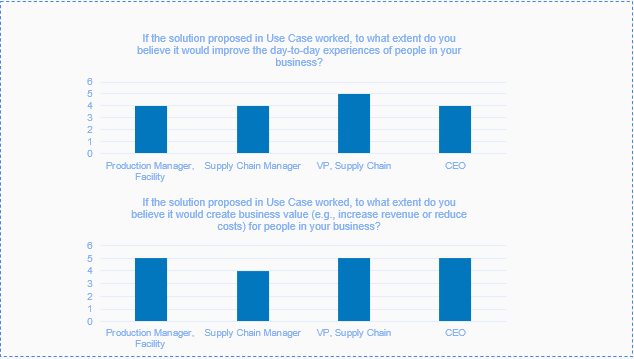 If the solution proposed in Use Case worked, to what extent do you
believe it would improve the day-to-day experiences of people in your
business?
6
5
4
3
2
1
0
Production Manager, Supply Chain Manager VP, Supply Chain CEO
Facility
If the solution proposed in Use Case worked, to what extent do you
believe it would create business value (e.g., increase revenue or reduce
costs) for people in your business?
6
5
4
3
2
1
0
Production Manager, Supply Chain Manager VP, Supply Chain CEO
Facility